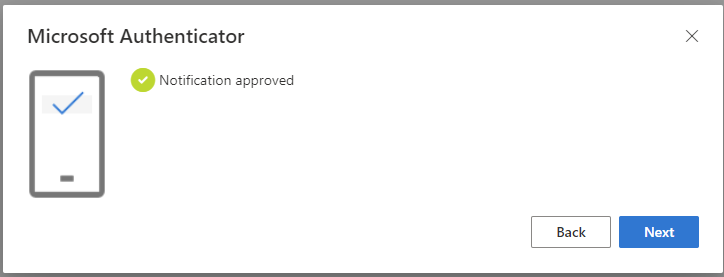 Microsoft Authenticator
Notification approved
Back
Next